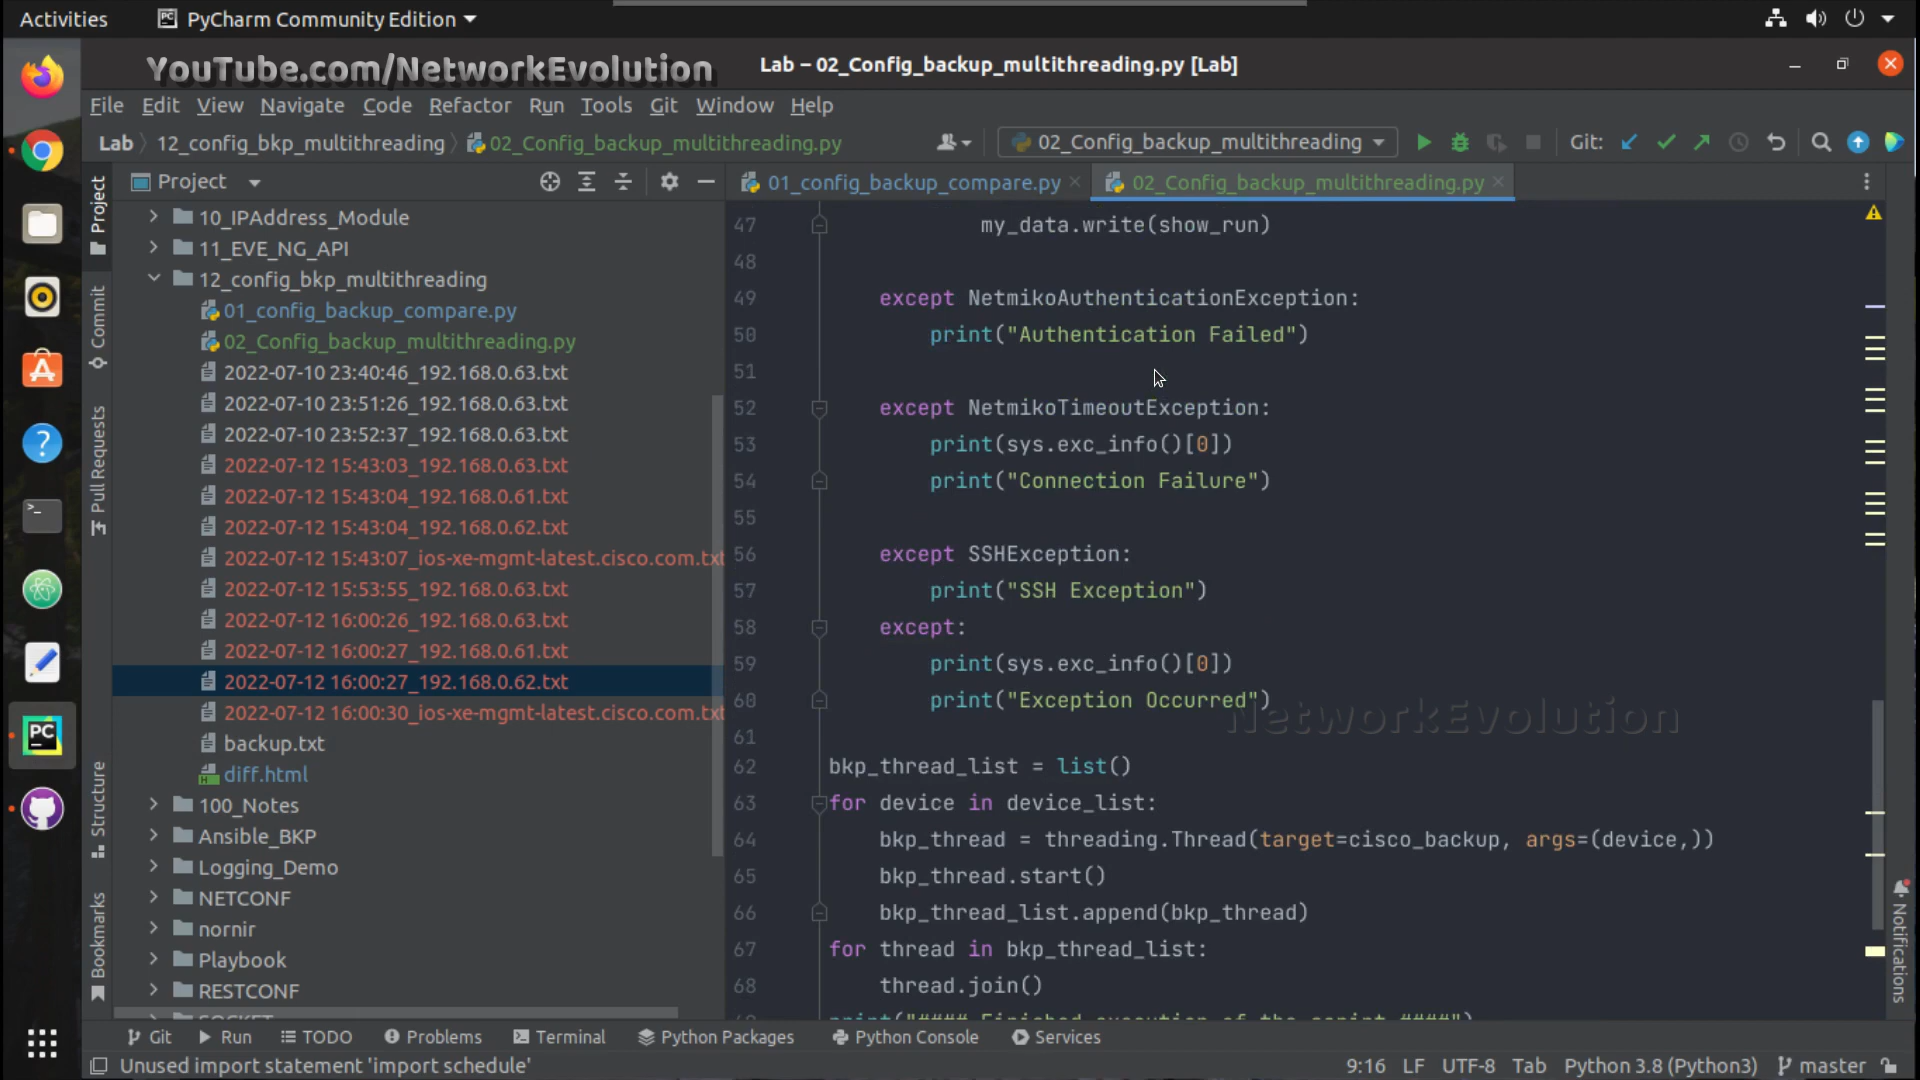 Activities PyCharm Community Edition
YouTube.com/NetworkEvolution
Lab – 02_Config_backup_multithreading.py [Lab]
File Edit View Navigate Code Refactor Run Tools Git Window Help
Lab 12_config_bkp_multithreading 02_Config_backup_multithreading.py 02_Config_backup_multithreading Git:
Project
01_config_backup_compare.py 02_Config_backup_multithreading.py
Project
Commit
Pull Requests
Structure
Bookmarks
10_IPAddress_Module
11_EVE_NG_API
12_config_bkp_multithreading
01_config_backup_compare.py
02_Config_backup_multithreading.py
2022-07-10 23:40:46_192.168.0.63.txt
2022-07-10 23:51:26_192.168.0.63.txt
2022-07-10 23:52:37_192.168.0.63.txt
2022-07-12 15:43:03_192.168.0.63.txt
2022-07-12 15:43:04_192.168.0.61.txt
2022-07-12 15:43:04_192.168.0.62.txt
2022-07-12 15:43:07_ios-xe-mgmt-latest.cisco.com.txt
2022-07-12 15:53:55_192.168.0.63.txt
2022-07-12 16:00:26_192.168.0.63.txt
2022-07-12 16:00:27_192.168.0.61.txt
2022-07-12 16:00:27_192.168.0.62.txt
2022-07-12 16:00:30_ios-xe-mgmt-latest.cisco.com.txt
backup.txt
diff.html
100_Notes
Ansible_BKP
Logging_Demo
NETCONF
nornir
Playbook
RESTCONF
47 my_data.write(show_run)
48
49 except NetmikoAuthenticationException:
50 print("Authentication Failed")
51
52 except NetmikoTimeoutException:
53 print(sys.exc_info()[0])
54 print("Connection Failure")
55
56 except SSHException:
57 print("SSH Exception")
58 except:
59 print(sys.exc_info()[0])
60 print("Exception Occurred")
NetworkEvolution
61
62 bkp_thread_list = list()
63 for device in device_list:
64 bkp_thread = threading.Thread(target=cisco_backup, args=(device,))
65 bkp_thread.start()
66 bkp_thread_list.append(bkp_thread)
67 for thread in bkp_thread_list:
68 thread.join()
print("#### Finished execution of the script ####")
Notifications
Git Run TODO Problems Terminal Python Packages Python Console Services
Unused import statement 'import schedule' 9:16 LF UTF-8 Tab Python 3.8 (Python3) master